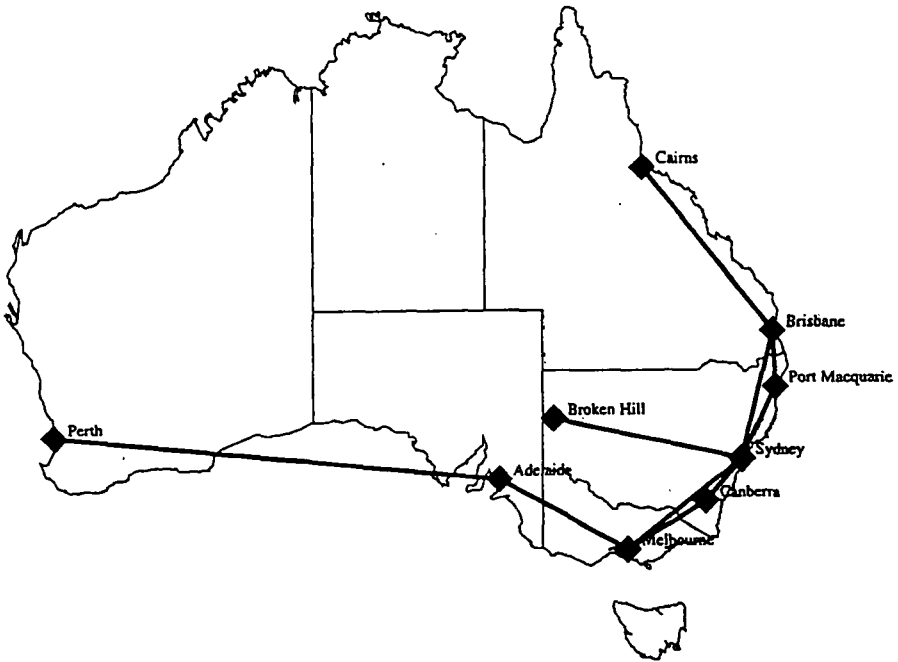 Cairns
Brisbane
Port Macquarie
Broken Hill
Perth
Sydney
Adelaide
Canberra
Melbourne